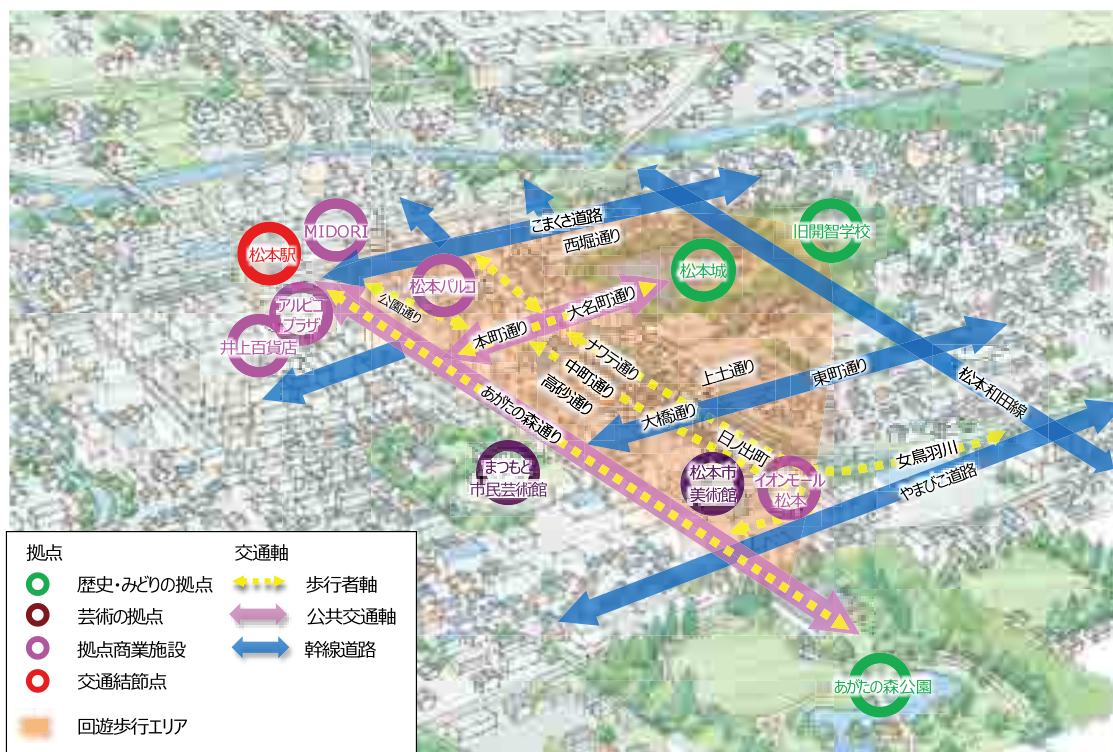 こまくさ道路
西堀通り
MIDORI
旧開智学校
松本駅
松本城
松本パルコ
公園通り
大名町通り
本町通り
アルピコ
プラザ
井上百貨店
ナワテ通り
中町通り
高砂通り
上土通り
東町通り
大橋通り
松本和田線
あがたの森通り
日ノ出町
女鳥羽川
やまびこ道路
まつもと
市民芸術館
松本市
美術館
イオンモール
松本
あがたの森公園
拠点
歴史・みどりの拠点
芸術の拠点
拠点商業施設
交通結節点
回遊歩行エリア
交通軸
歩行者軸
公共交通軸
幹線道路